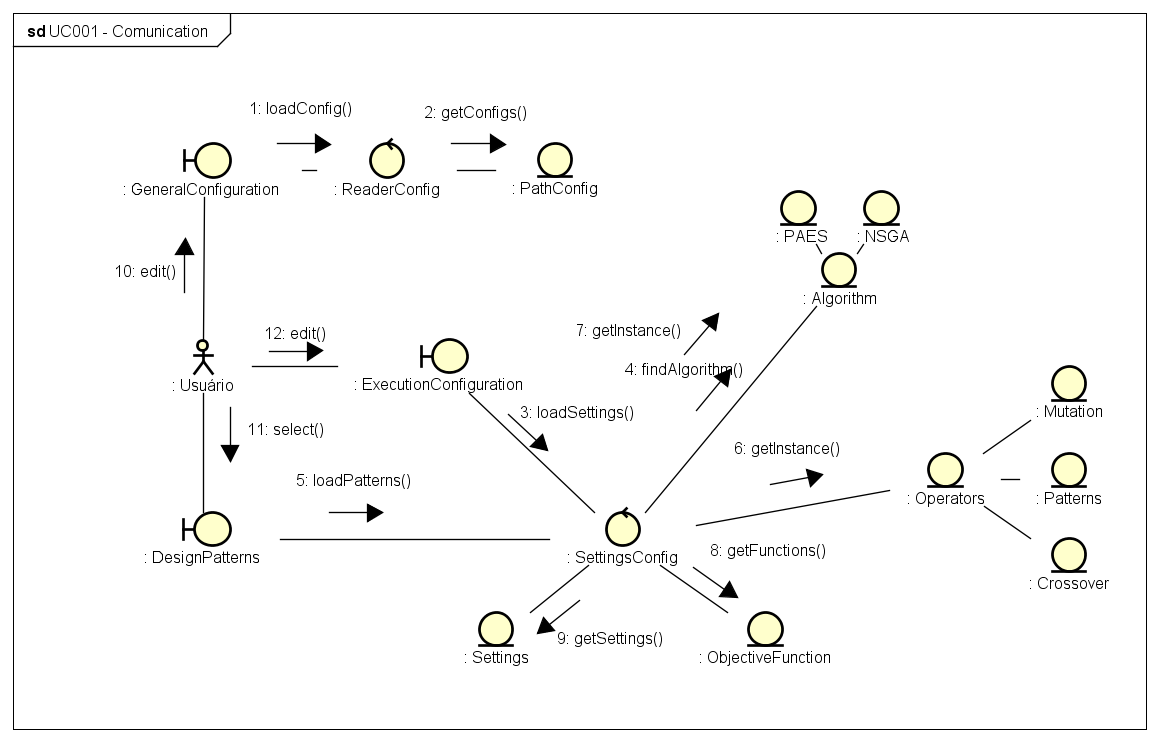 sd UC001 - Comunication
1: loadConfig()
2: getConfigs()
: GeneralConfiguration
: ReaderConfig
: PathConfig
: PAES
: NSGA
10: edit()
: Algorithm
12: edit()
7: getInstance()
4: findAlgorithm()
: Usuário
: ExecutionConfiguration
3: loadSettings()
: Mutation
11: select()
6: getInstance()
5: loadPatterns()
: Operators
: Patterns
: DesignPatterns
: SettingsConfig
8: getFunctions()
: Crossover
9: getSettings()
: Settings
: ObjectiveFunction